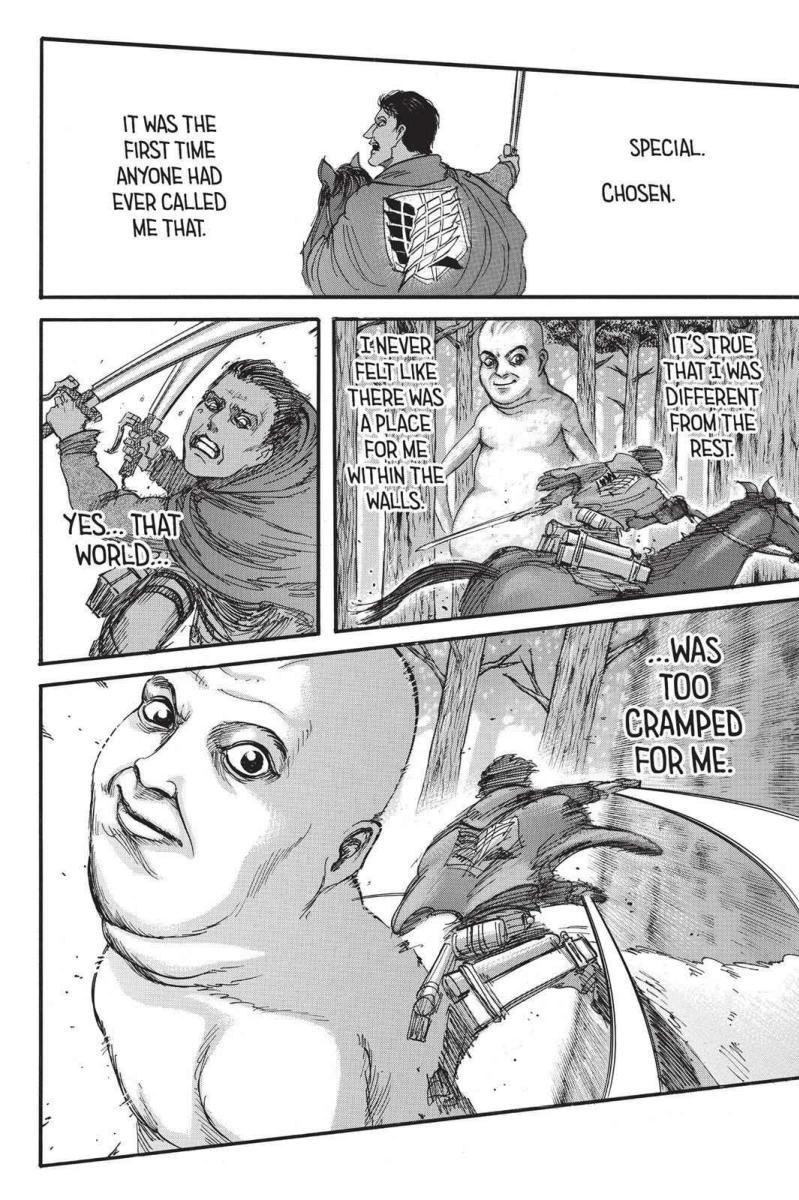 SPECIAL.
CHOSEN.
IT WAS THE
FIRST TIME
ANYONE HAD
EVER CALLED
ME THAT.
IT'S TRUE
THAT I WAS
DIFFERENT
FROM THE
REST.
I NEVER
FELT LIKE
THERE WAS
A PLACE
FOR ME
WITHIN THE
WALLS.
YES... THAT
WORLD...
...WAS
TOO
CRAMPED
FOR ME.